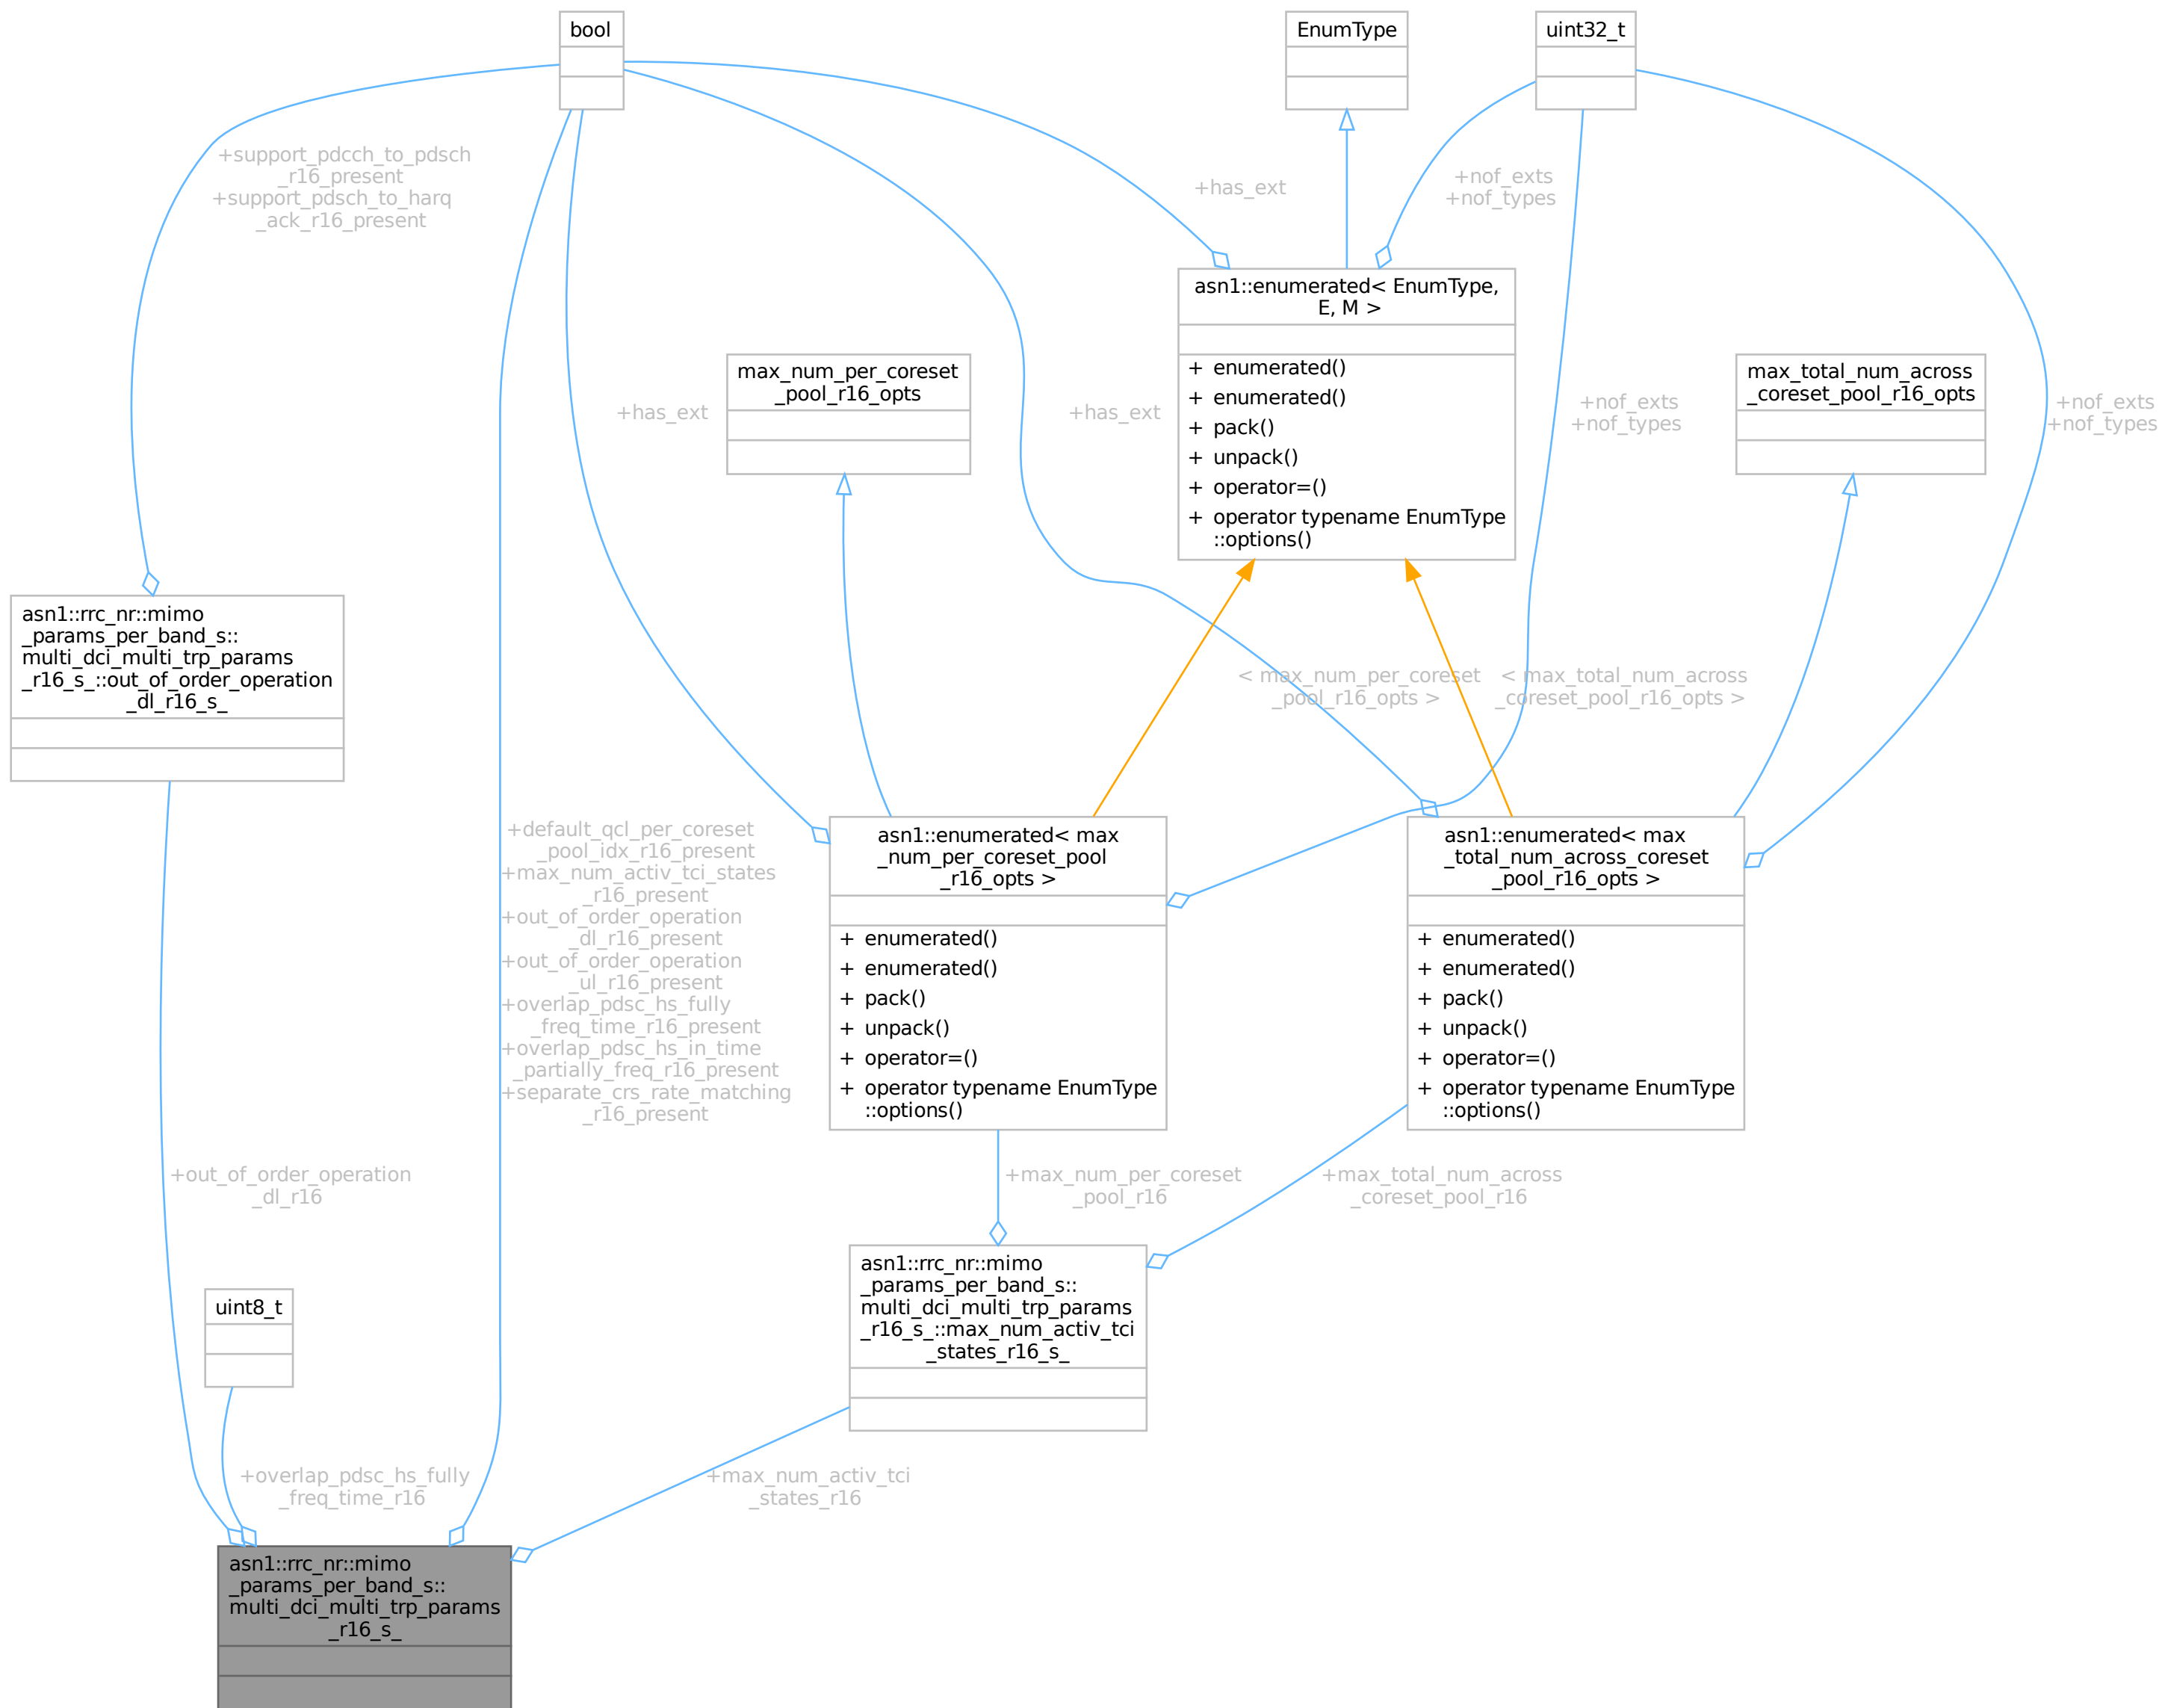 bool
EnumType
uint32_t
+support_pdcch_to_pdsch
_r16_present
+support_pdsch_to_harq
_ack_r16_present
+has_ext
+nof_exts
+nof_types
asn1::enumerated< EnumType,
E, M >
+ enumerated()
+ enumerated()
+ pack()
+ unpack()
+ operator=()
+ operator typename EnumType
::options()
max_num_per_coreset
_pool_r16_opts
max_total_num_across
_coreset_pool_r16_opts
+has_ext
+has_ext
+nof_exts
+nof_types
+nof_exts
+nof_types
asn1::rrc_nr::mimo
_params_per_band_s::
multi_dci_multi_trp_params
_r16_s_::out_of_order_operation
_dl_r16_s_
< max_num_per_coreset
_pool_r16_opts >
< max_total_num_across
_coreset_pool_r16_opts >
+default_qcl_per_coreset
_pool_idx_r16_present
+max_num_activ_tci_states
_r16_present
+out_of_order_operation
_dl_r16_present
+out_of_order_operation
_ul_r16_present
+overlap_pdsc_hs_fully
_freq_time_r16_present
+overlap_pdsc_hs_in_time
_partially_freq_r16_present
+separate_crs_rate_matching
_r16_present
asn1::enumerated< max
_num_per_coreset_pool
_r16_opts >
+ enumerated()
+ enumerated()
+ pack()
+ unpack()
+ operator=()
+ operator typename EnumType
::options()
asn1::enumerated< max
_total_num_across_coreset
_pool_r16_opts >
+ enumerated()
+ enumerated()
+ pack()
+ unpack()
+ operator=()
+ operator typename EnumType
::options()
+out_of_order_operation
_dl_r16
+max_num_per_coreset
_pool_r16
+max_total_num_across
_coreset_pool_r16
uint8_t
asn1::rrc_nr::mimo
_params_per_band_s::
multi_dci_multi_trp_params
_r16_s_::max_num_activ_tci
_states_r16_s_
+overlap_pdsc_hs_fully
_freq_time_r16
+max_num_activ_tci
_states_r16
asn1::rrc_nr::mimo
_params_per_band_s::
multi_dci_multi_trp_params
_r16_s_